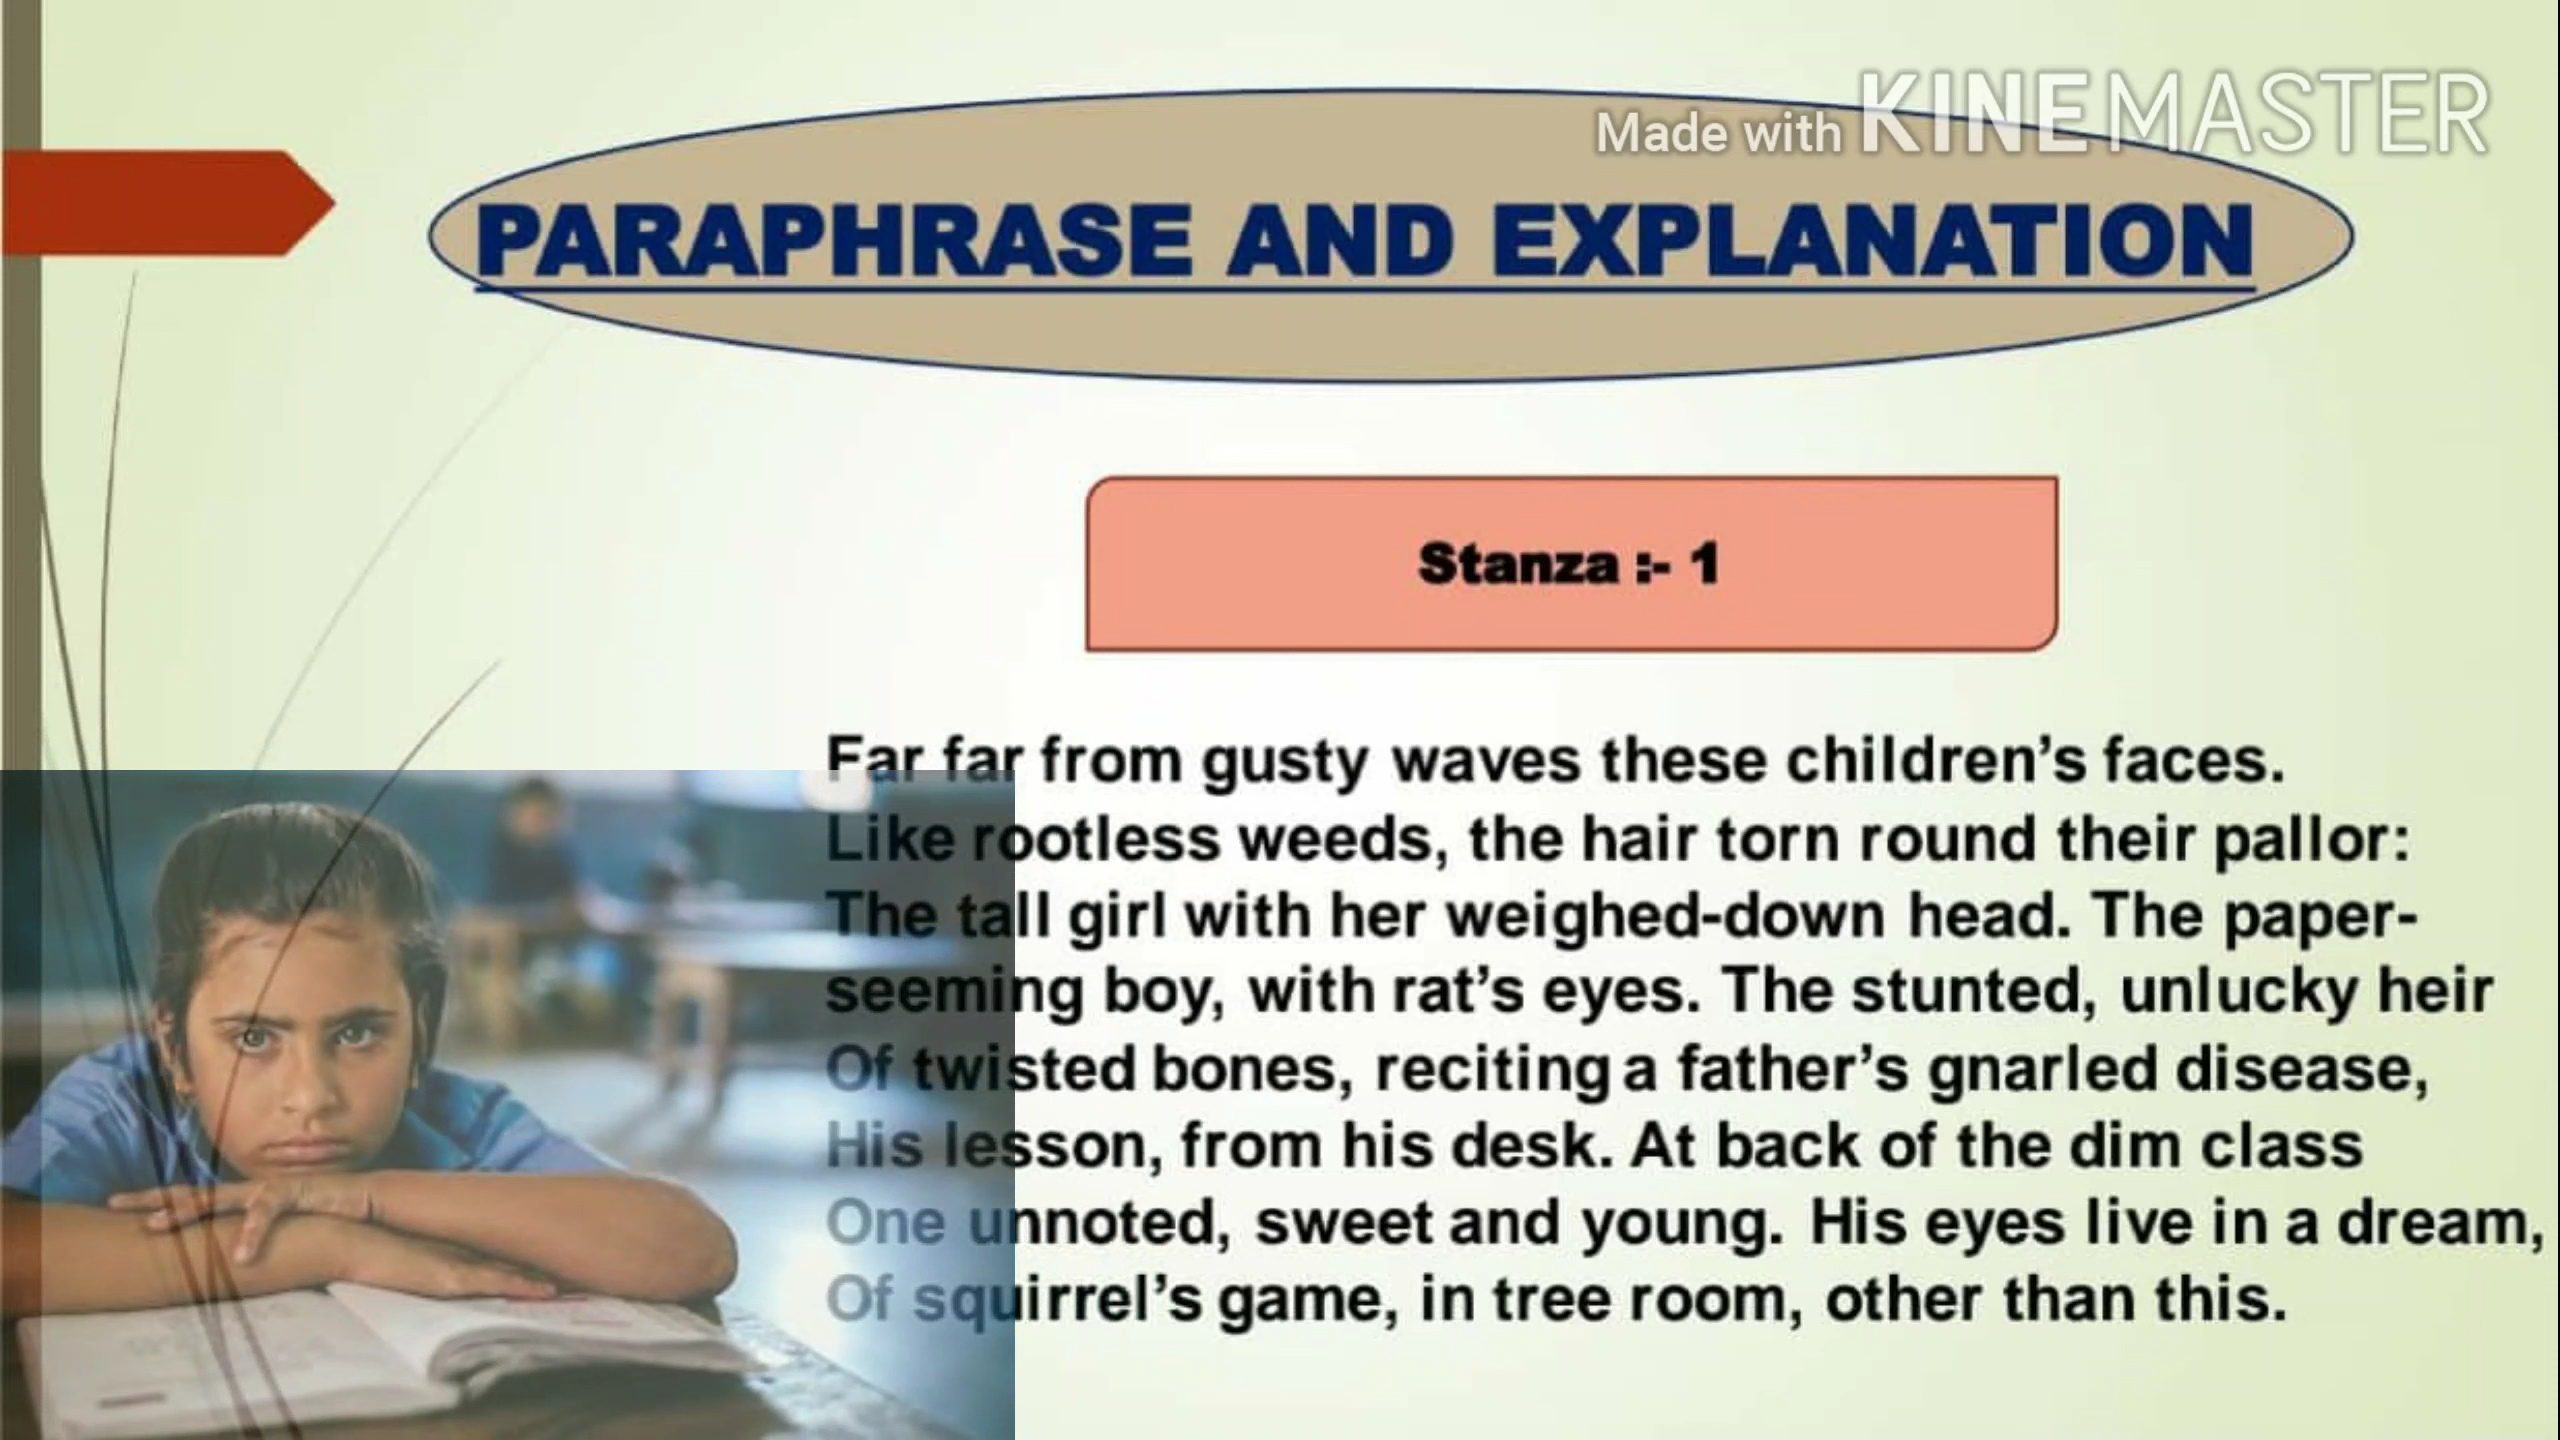 Made with KINEMASTER
PARAPHRASE AND EXPLANATION
Stanza :- 1
Far far from gusty waves these children’s faces.
Like rootless weeds, the hair torn round their pallor:
The tall girl with her weighed-down head. The paper-
seeming boy, with rat’s eyes. The stunted, unlucky heir
Of twisted bones, reciting a father’s gnarled disease,
His lesson, from his desk. At back of the dim class
One unnoted, sweet and young. His eyes live in a dream,
Of squirrel’s game, in tree room, other than this.